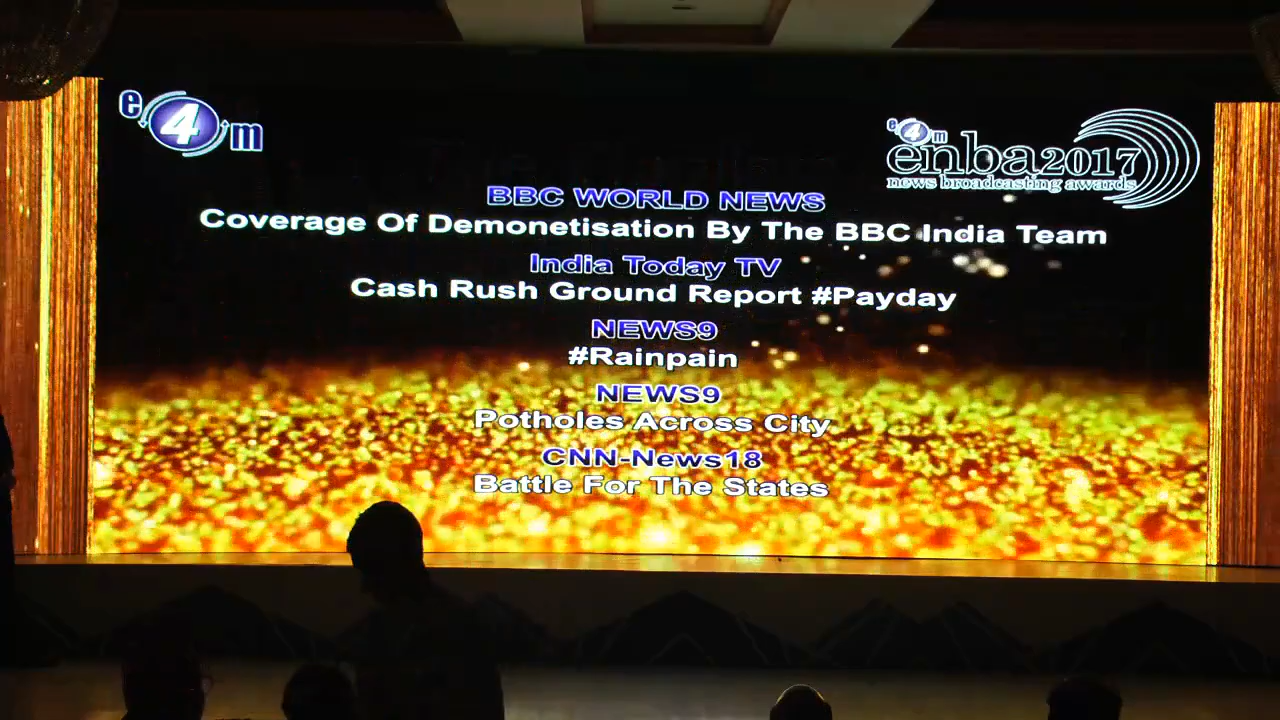 e4m
e4m
enba2017
news broadcasting awards
BBC WORLD NEWS
Coverage Of Demonetisation By The BBC India Team
India Today TV
Cash Rush Ground Report #Payday
NEWS9
#Rainpain
NEWS9
Potholes Across City
CNN-News18
Battle For The States